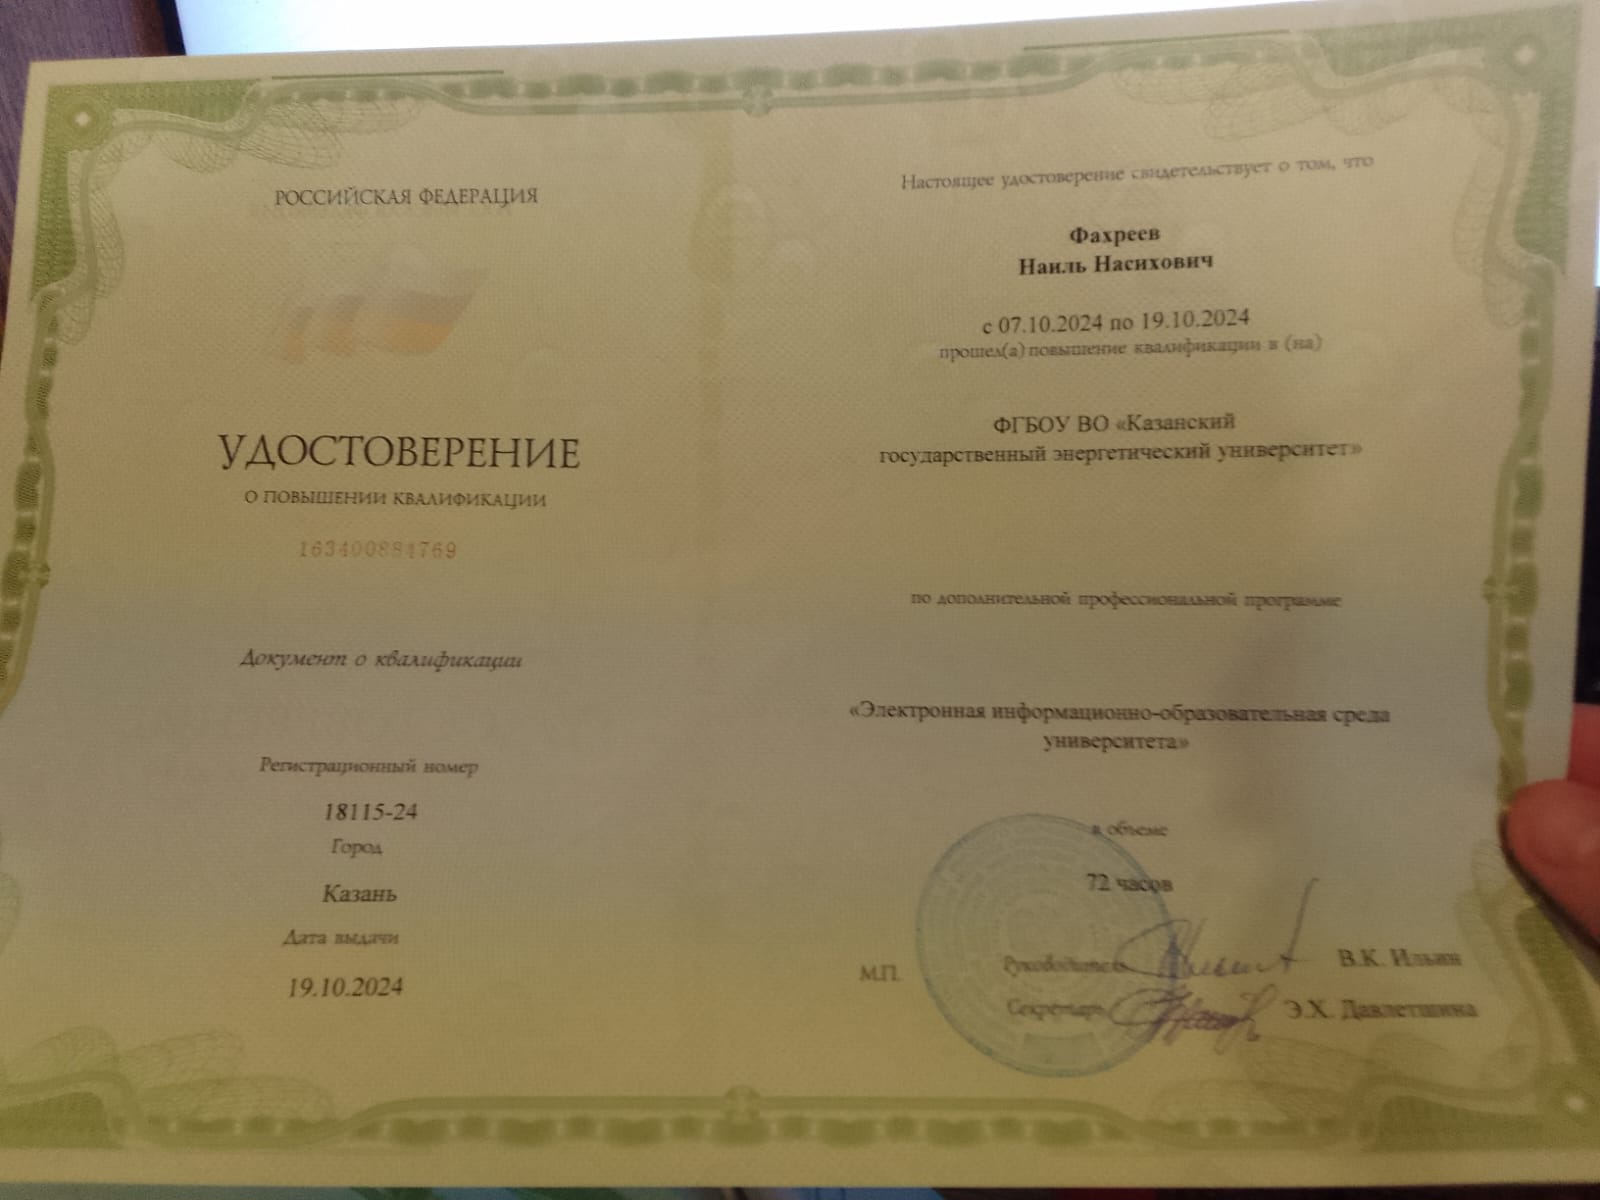 РОССИЙСКАЯ ФЕДЕРАЦИЯ
УДОСТОВЕРЕНИЕ
О ПОВЫШЕНИИ КВАЛИФИКАЦИИ
163400884769
Документ о квалификации
Регистрационный номер
18115-24
Город
Казань
Дата выдачи
19.10.2024
Настоящее удостоверение свидетельствует о том, что
Фахреев
Наиль Насихович
с 07.10.2024 по 19.10.2024
прошел(а) повышение квалификации в (на)
ФГБОУ ВО «Казанский
государственный энергетический университет»
по дополнительной профессиональной программе
«Электронная информационно-образовательная среда
университета»
в объеме
72 часов
М.П.
Руководитель В.К. Ильин
Секретарь Э.Х. Давлетшина